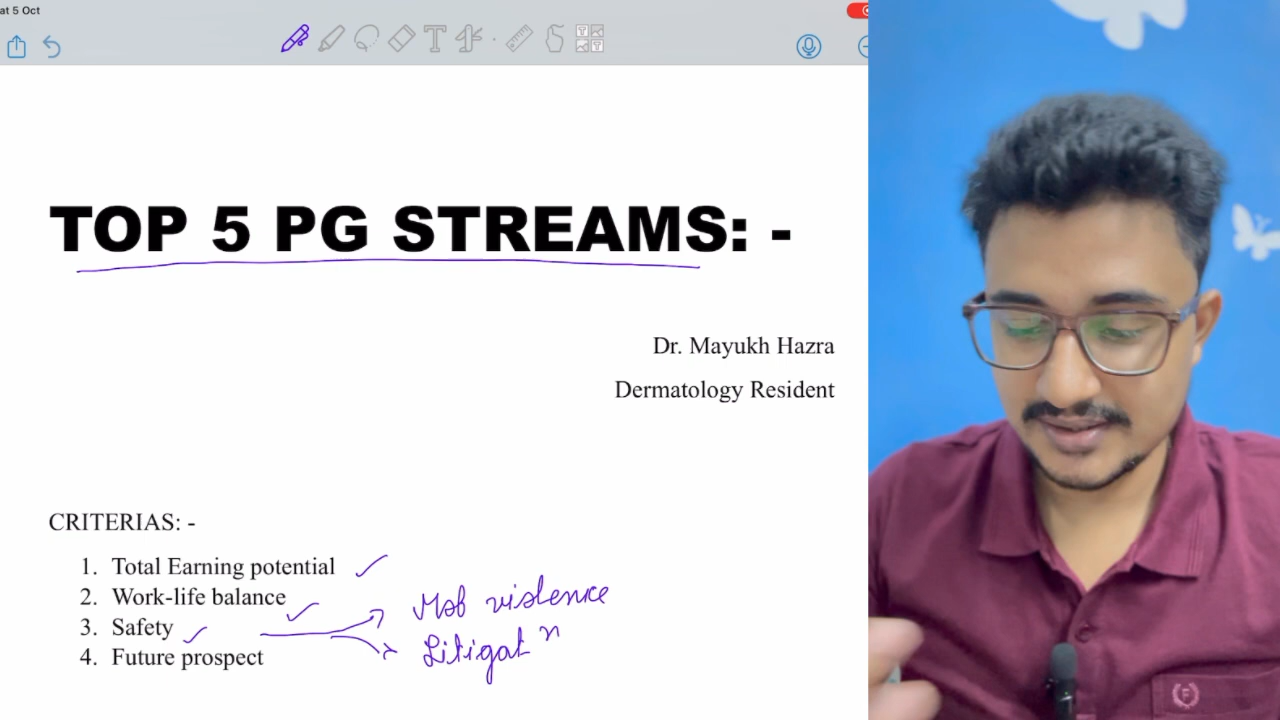 at 5 Oct
TOP 5 PG STREAMS: -
Dr. Mayukh Hazra
Dermatology Resident
CRITERIAS: -
1. Total Earning potential
2. Work-life balance
3. Safety
4. Future prospect
Mob violence
Litigatⁿ